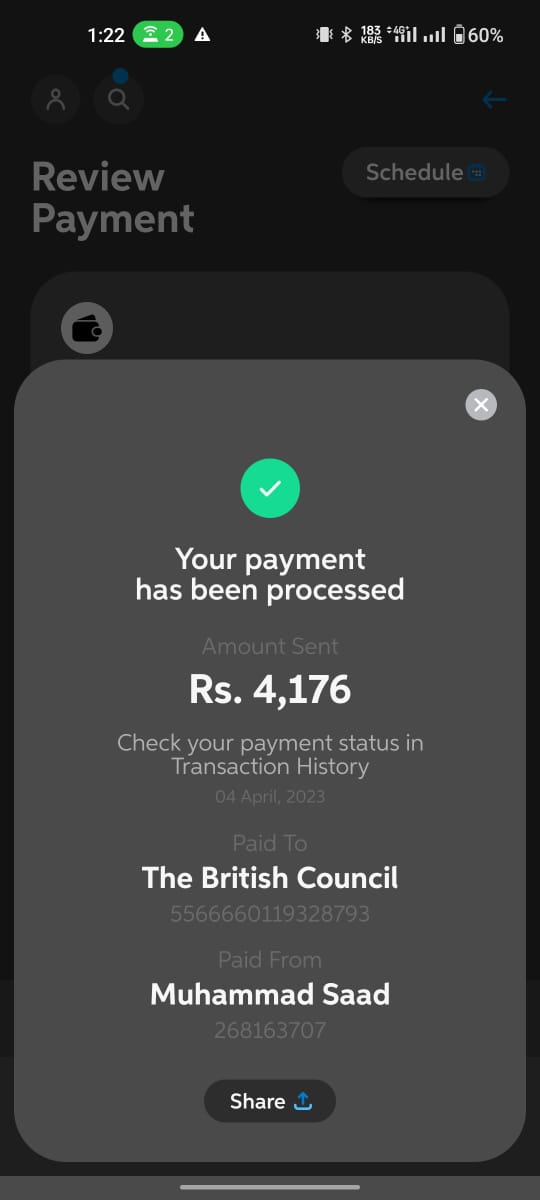 1:22 2 183 KB/S 4G+ 60%
Review
Payment
Schedule
Your payment
has been processed
Amount Sent
Rs. 4,176
Check your payment status in
Transaction History
04 April, 2023
Paid To
The British Council
5566660119328793
Paid From
Muhammad Saad
268163707
Share